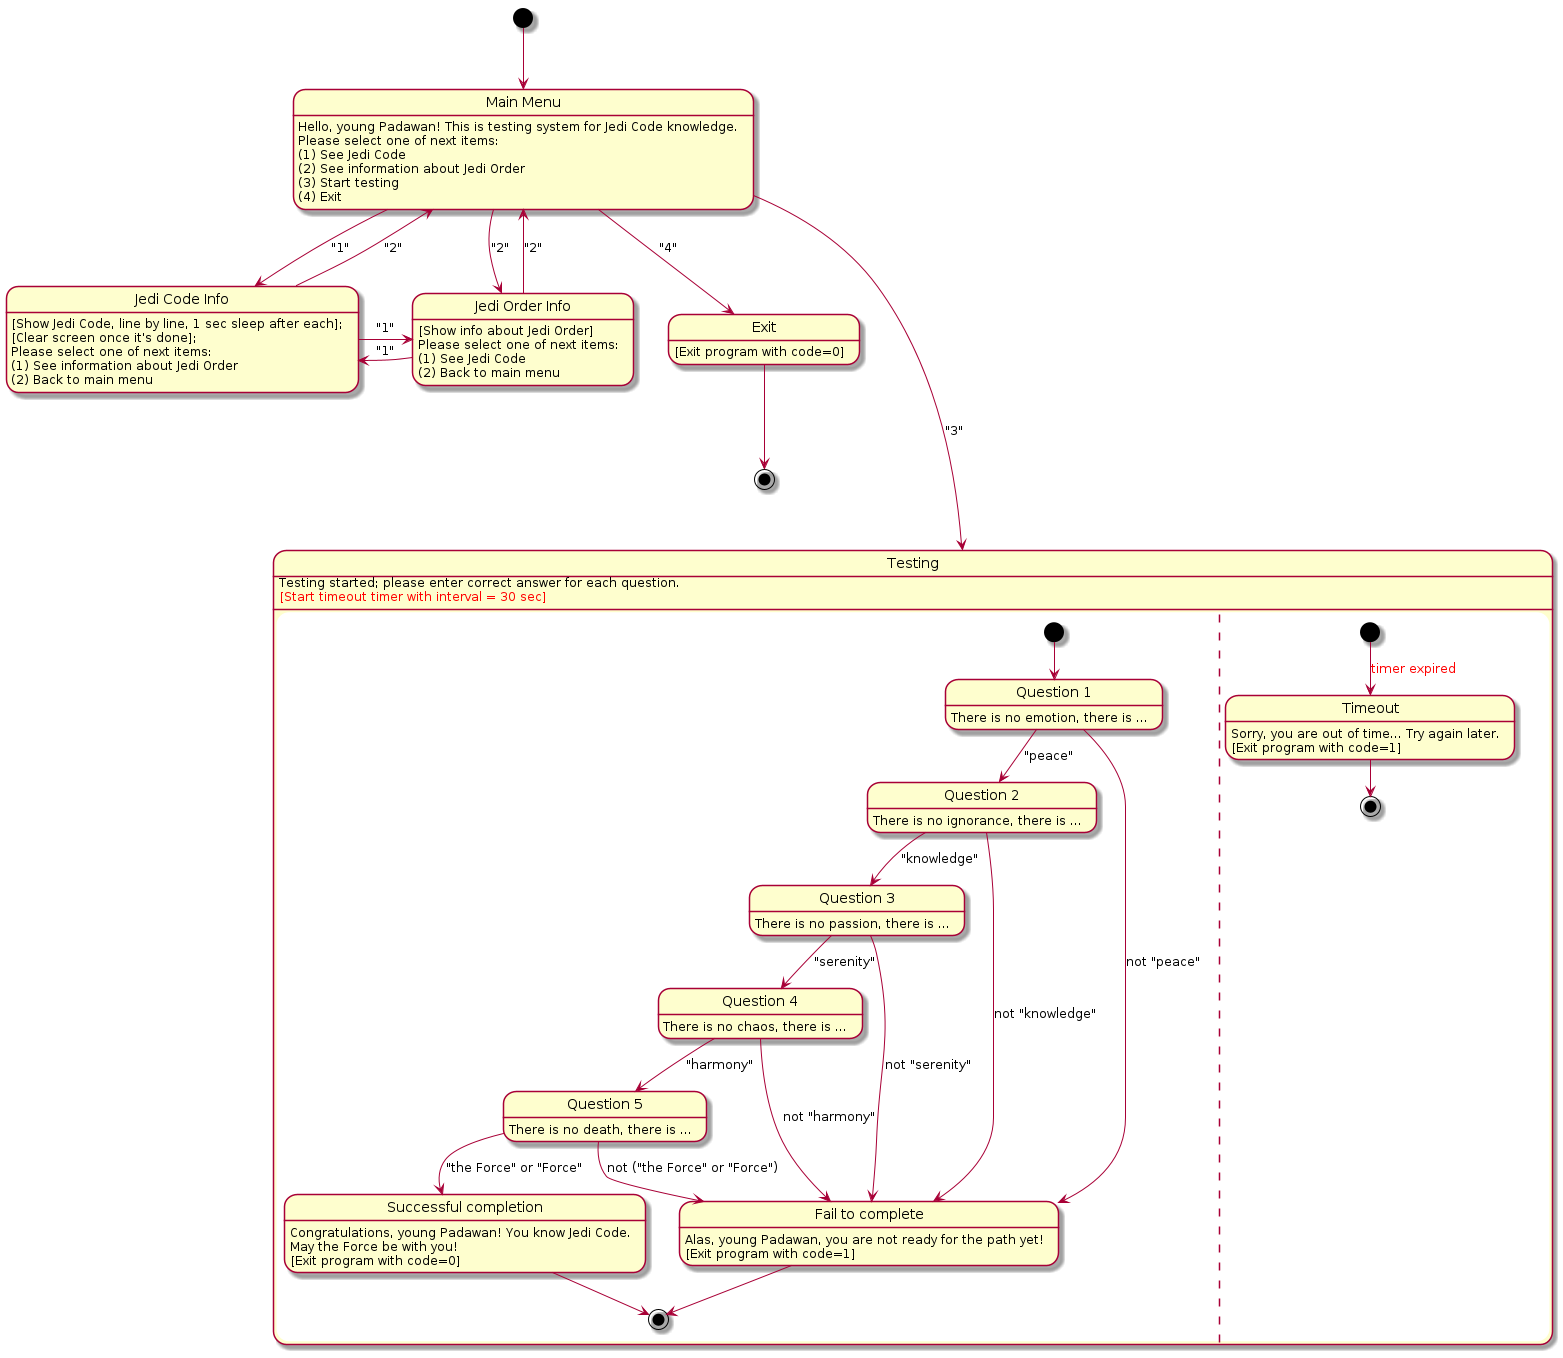 Main Menu
Hello, young Padawan! This is testing system for Jedi Code knowledge.
Please select one of next items:
(1) See Jedi Code
(2) See information about Jedi Order
(3) Start testing
(4) Exit
"1"
"2"
"2"
"2"
"4"
Jedi Code Info
[Show Jedi Code, line by line, 1 sec sleep after each];
[Clear screen once it's done];
Please select one of next items:
(1) See information about Jedi Order
(2) Back to main menu
"1"
"1"
Jedi Order Info
[Show info about Jedi Order]
Please select one of next items:
(1) See Jedi Code
(2) Back to main menu
Exit
[Exit program with code=0]
"3"
Testing
Testing started; please enter correct answer for each question.
[Start timeout timer with interval = 30 sec]
timer expired
Timeout
Sorry, you are out of time... Try again later.
[Exit program with code=1]
Question 1
There is no emotion, there is ...
"peace"
Question 2
There is no ignorance, there is ...
"knowledge"
Question 3
There is no passion, there is ...
"serenity"
not "peace"
Question 4
There is no chaos, there is ...
not "knowledge"
"harmony"
not "serenity"
Question 5
There is no death, there is ...
not "harmony"
"the Force" or "Force"
not ("the Force" or "Force")
Successful completion
Congratulations, young Padawan! You know Jedi Code.
May the Force be with you!
[Exit program with code=0]
Fail to complete
Alas, young Padawan, you are not ready for the path yet!
[Exit program with code=1]